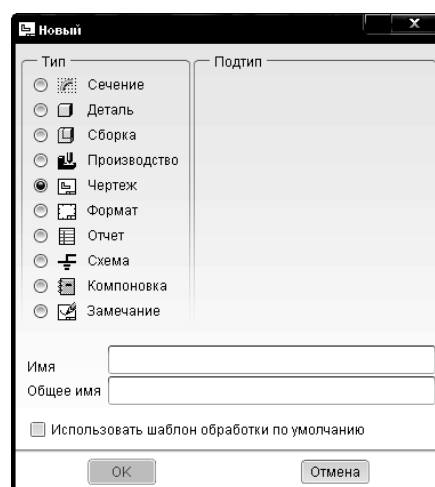 Новый
Тип
Подтип
Сечение
Деталь
Сборка
Производство
Чертеж
Формат
Отчет
Схема
Компоновка
Замечание
Имя
Общее имя
Использовать шаблон обработки по умолчанию
OK
Отмена